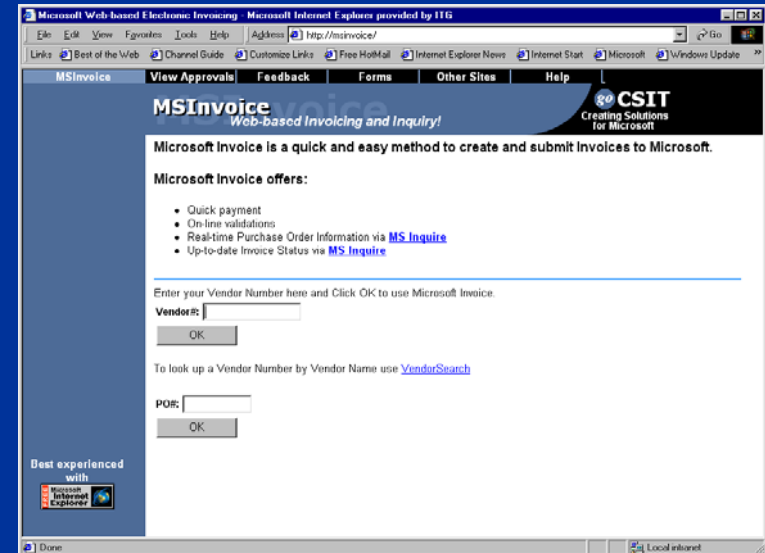 Microsoft Web-based Electronic Invoicing - Microsoft Internet Explorer provided by ITG
File Edit View Favorites Tools Help Address http://msinvoice/ Go
Links Best of the Web Channel Guide Customize Links Free HotMail Internet Explorer News Internet Start Microsoft Windows Update »
MSInvoice View Approvals Feedback Forms Other Sites Help
MSInvoice
Web-based Invoicing and Inquiry!
go CSIT
Creating Solutions
for Microsoft
Microsoft Invoice is a quick and easy method to create and submit Invoices to Microsoft.
Microsoft Invoice offers:
• Quick payment
• On-line validations
• Real-time Purchase Order Information via MS Inquire
• Up-to-date Invoice Status via MS Inquire
Enter your Vendor Number here and Click OK to use Microsoft Invoice.
Vendor#:
OK
To look up a Vendor Number by Vendor Name use VendorSearch
PO#:
OK
Best experienced
with
FREE Microsoft Internet Explorer
Done Local intranet